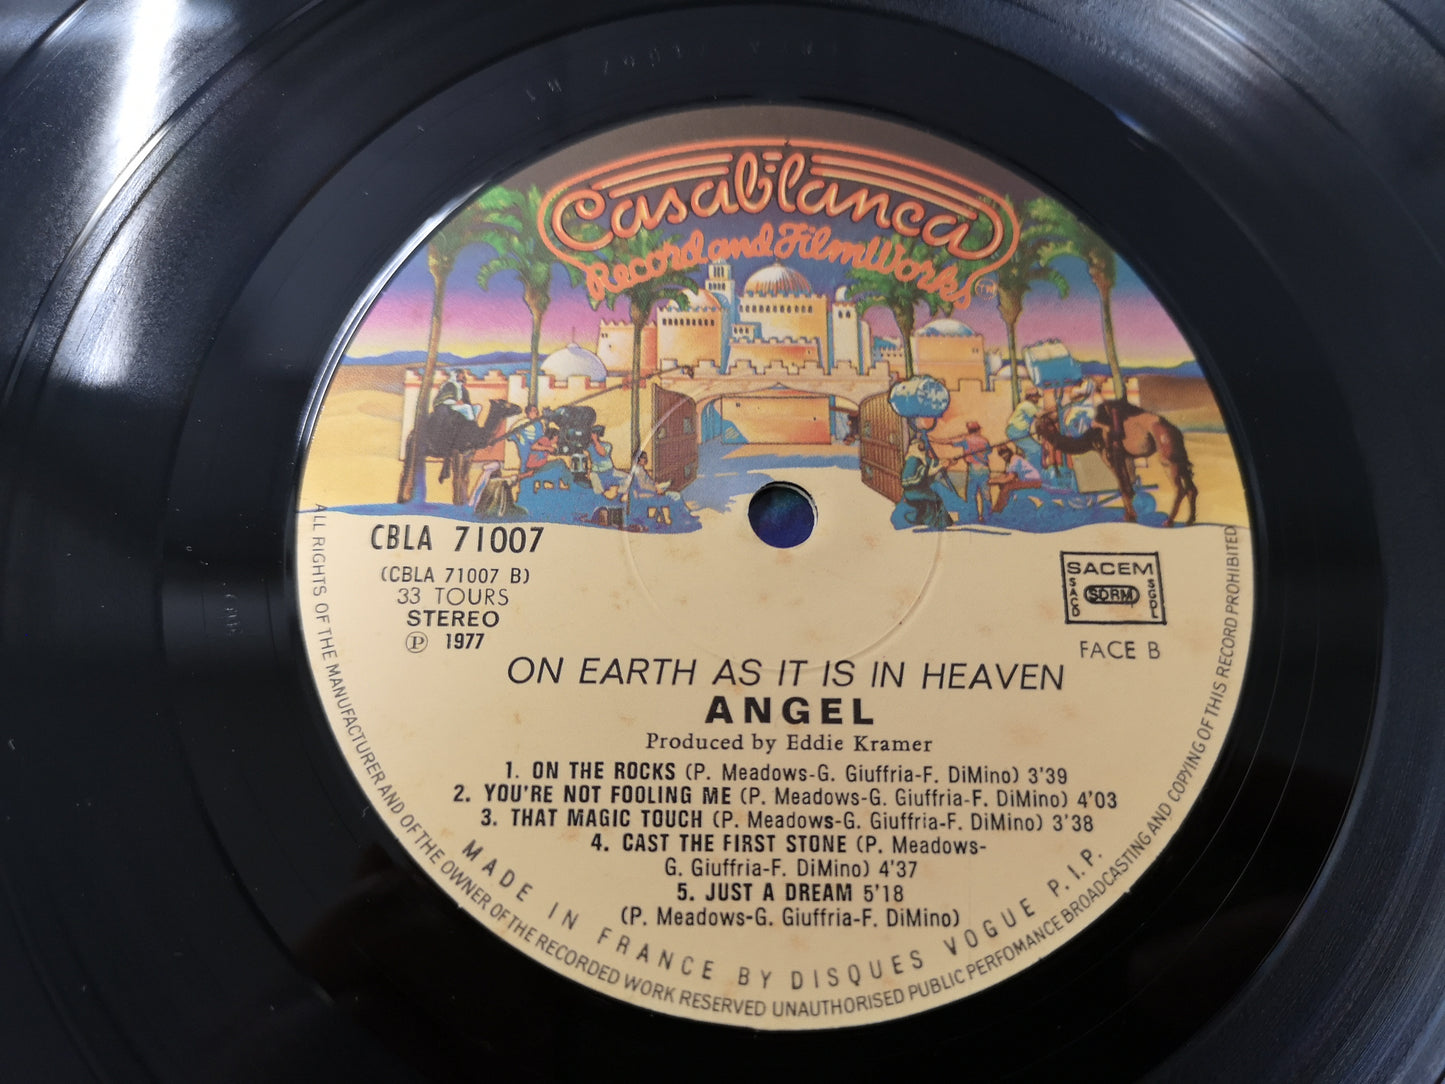 Casablanca
Record and FilmWorks
TM
CBLA 71007
(CBLA 71007 B)
33 TOURS
STEREO
Ⓟ 1977
SACEM
SACD
SDRM
SGDL
FACE B
ON EARTH AS IT IS IN HEAVEN
ANGEL
Produced by Eddie Kramer
1. ON THE ROCKS (P. Meadows-G. Giuffria-F. DiMino) 3'39
2. YOU'RE NOT FOOLING ME (P. Meadows-G. Giuffria-F. DiMino) 4'03
3. THAT MAGIC TOUCH (P. Meadows-G. Giuffria-F. DiMino) 3'38
4. CAST THE FIRST STONE (P. Meadows-
G. Giuffria-F. DiMino) 4'37
5. JUST A DREAM 5'18
(P. Meadows-G. Giuffria-F. DiMino)
MADE IN FRANCE BY DISQUES VOGUE P.I.P.
ALL RIGHTS OF THE MANUFACTURER AND OF THE OWNER OF THE RECORDED WORK RESERVED UNAUTHORISED PUBLIC PERFOMANCE BROADCASTING AND COPYING OF THIS RECORD PROHIBITED